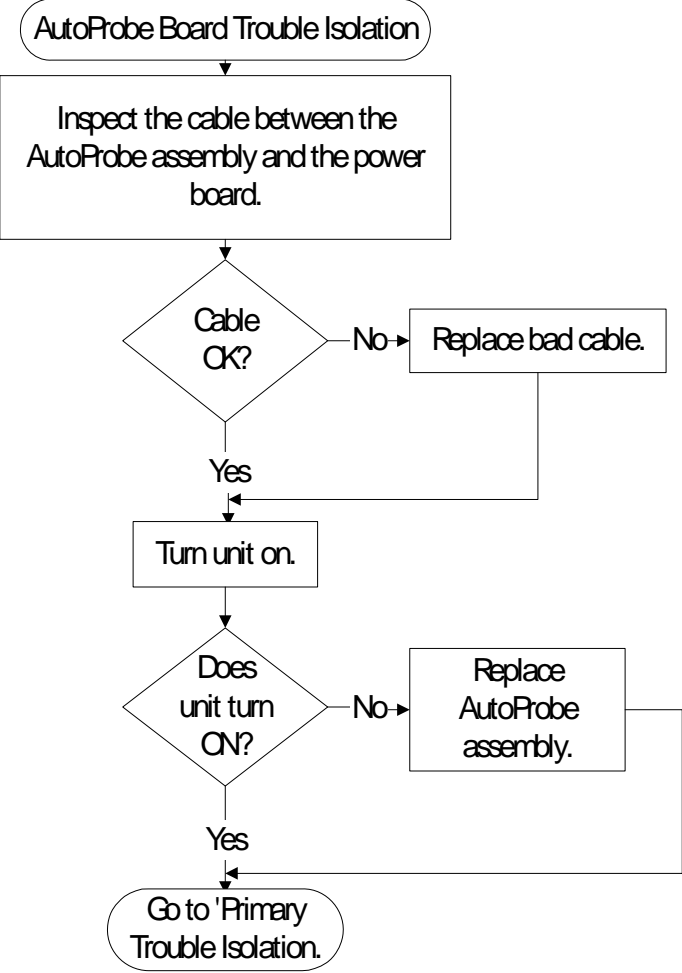 AutoProbe Board Trouble Isolation
Inspect the cable between the
AutoProbe assembly and the power
board.
Cable
OK?
No
Replace bad cable.
Yes
Turn unit on.
Does
unit turn
ON?
No
Replace
AutoProbe
assembly.
Yes
Go to 'Primary
Trouble Isolation.